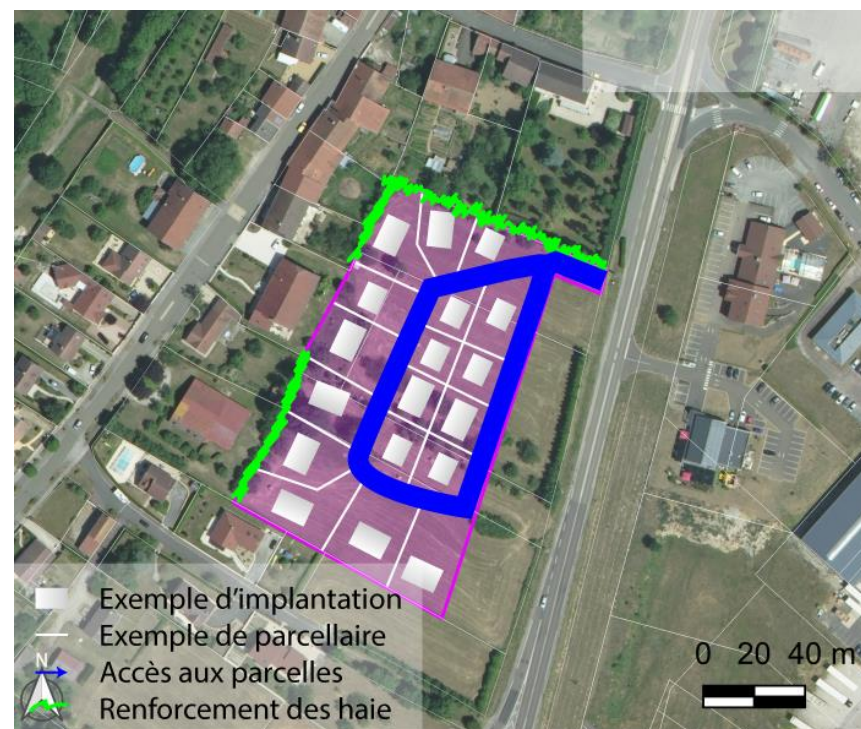 Exemple d'implantation
Exemple de parcellaire
N
Accès aux parcelles
Renforcement des haie
0 20 40 m